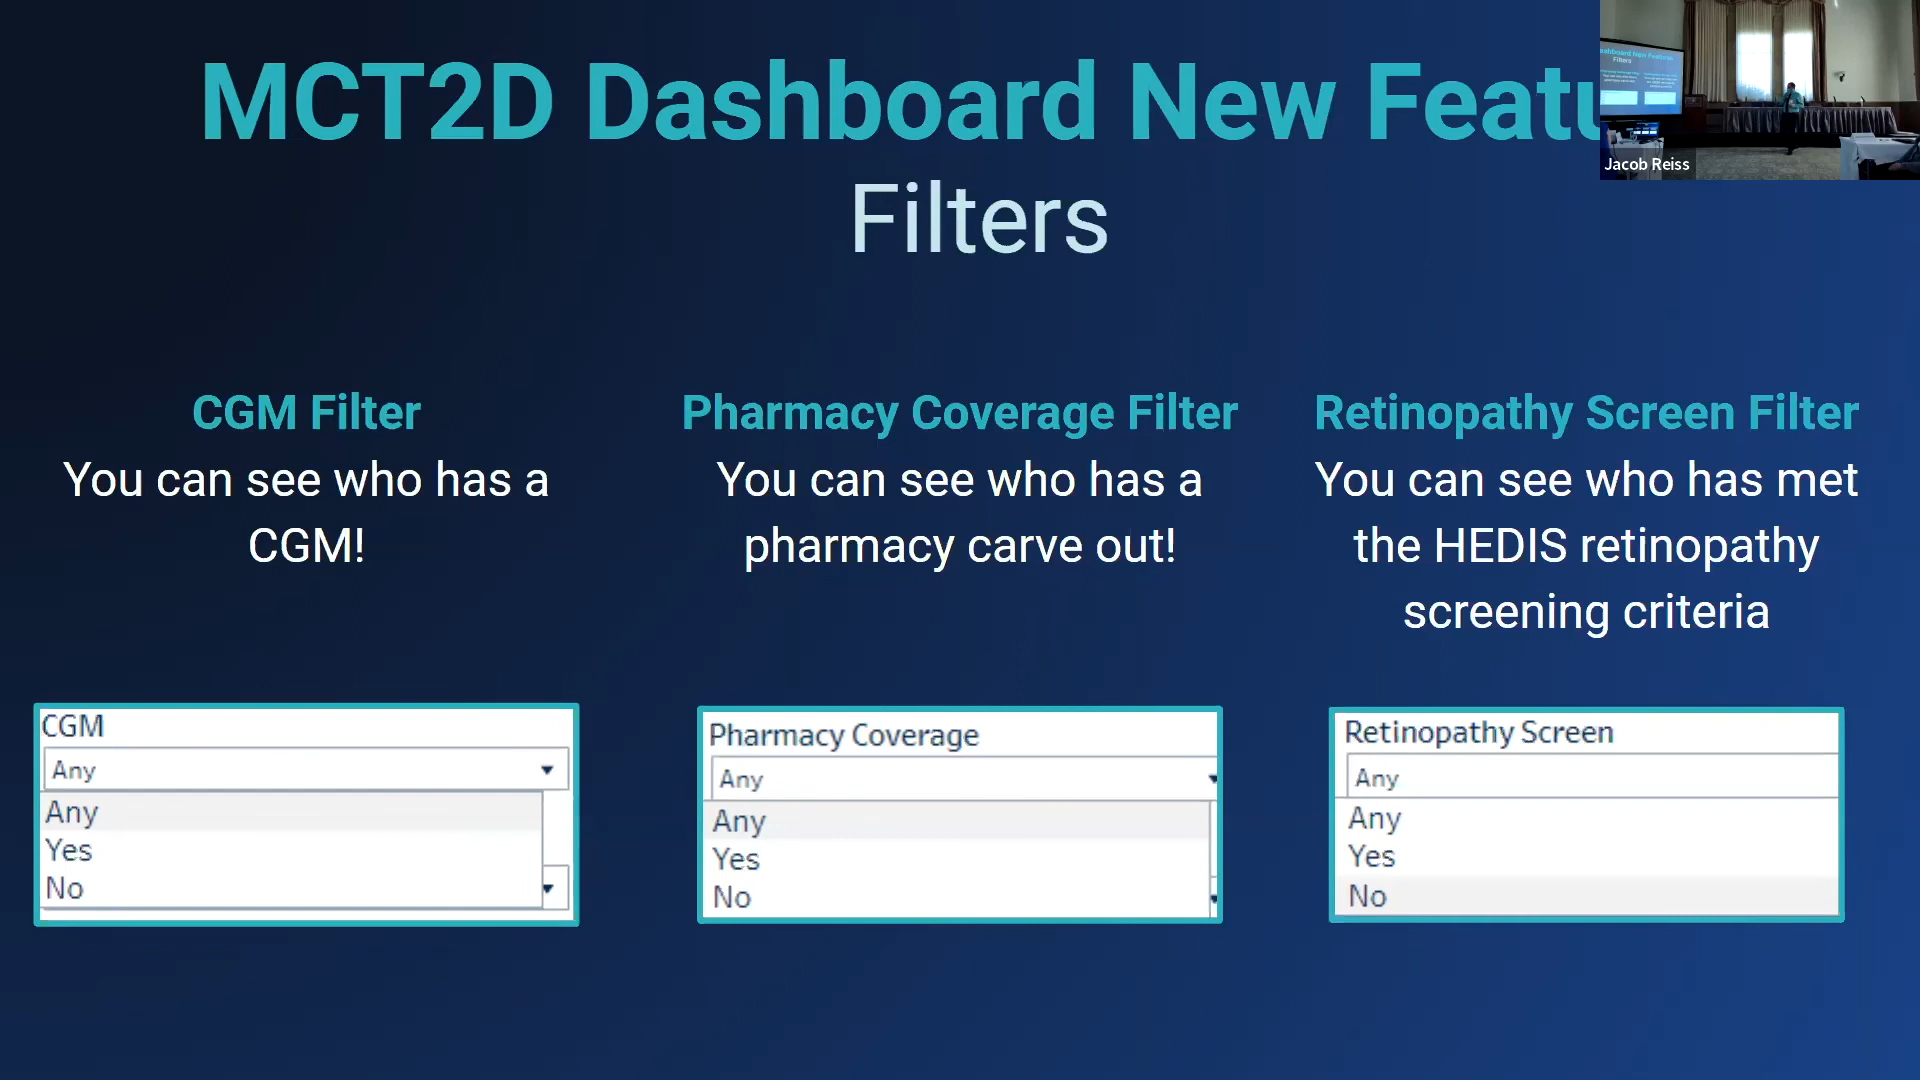 MCT2D Dashboard New Featu
Filters
Jacob Reiss
CGM Filter
You can see who has a
CGM!
Pharmacy Coverage Filter
You can see who has a
pharmacy carve out!
Retinopathy Screen Filter
You can see who has met
the HEDIS retinopathy
screening criteria
CGM
Any
Any
Yes
No
Pharmacy Coverage
Any
Any
Yes
No
Retinopathy Screen
Any
Any
Yes
No